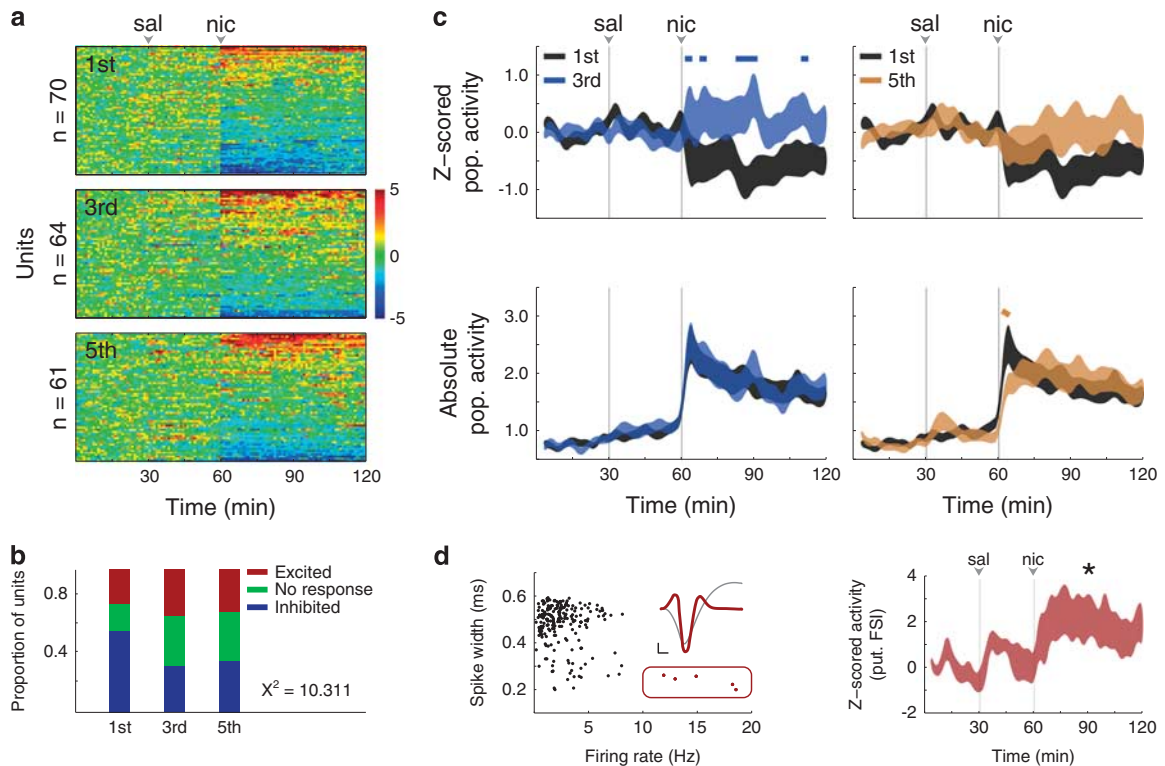 a
sal
nic
1st
n = 70
3rd
n = 64
5th
n = 61
Units
5
0
-5
30
60
90
120
Time (min)
b
Proportion of units
0.8
0.4
1st
3rd
5th
Excited
No response
Inhibited
X² = 10.311
c
sal
nic
1st
3rd
Z−scored
pop. activity
1.0
0.0
-1.0
sal
nic
1st
5th
Absolute
pop. activity
3.0
2.0
1.0
30
60
90
120
Time (min)
30
60
90
120
Time (min)
d
Spike width (ms)
0.6
0.4
0.2
5
10
15
20
Firing rate (Hz)
sal
nic
*
Z−scored activity
(put. FSI)
4
2
0
-2
30
60
90
120
Time (min)